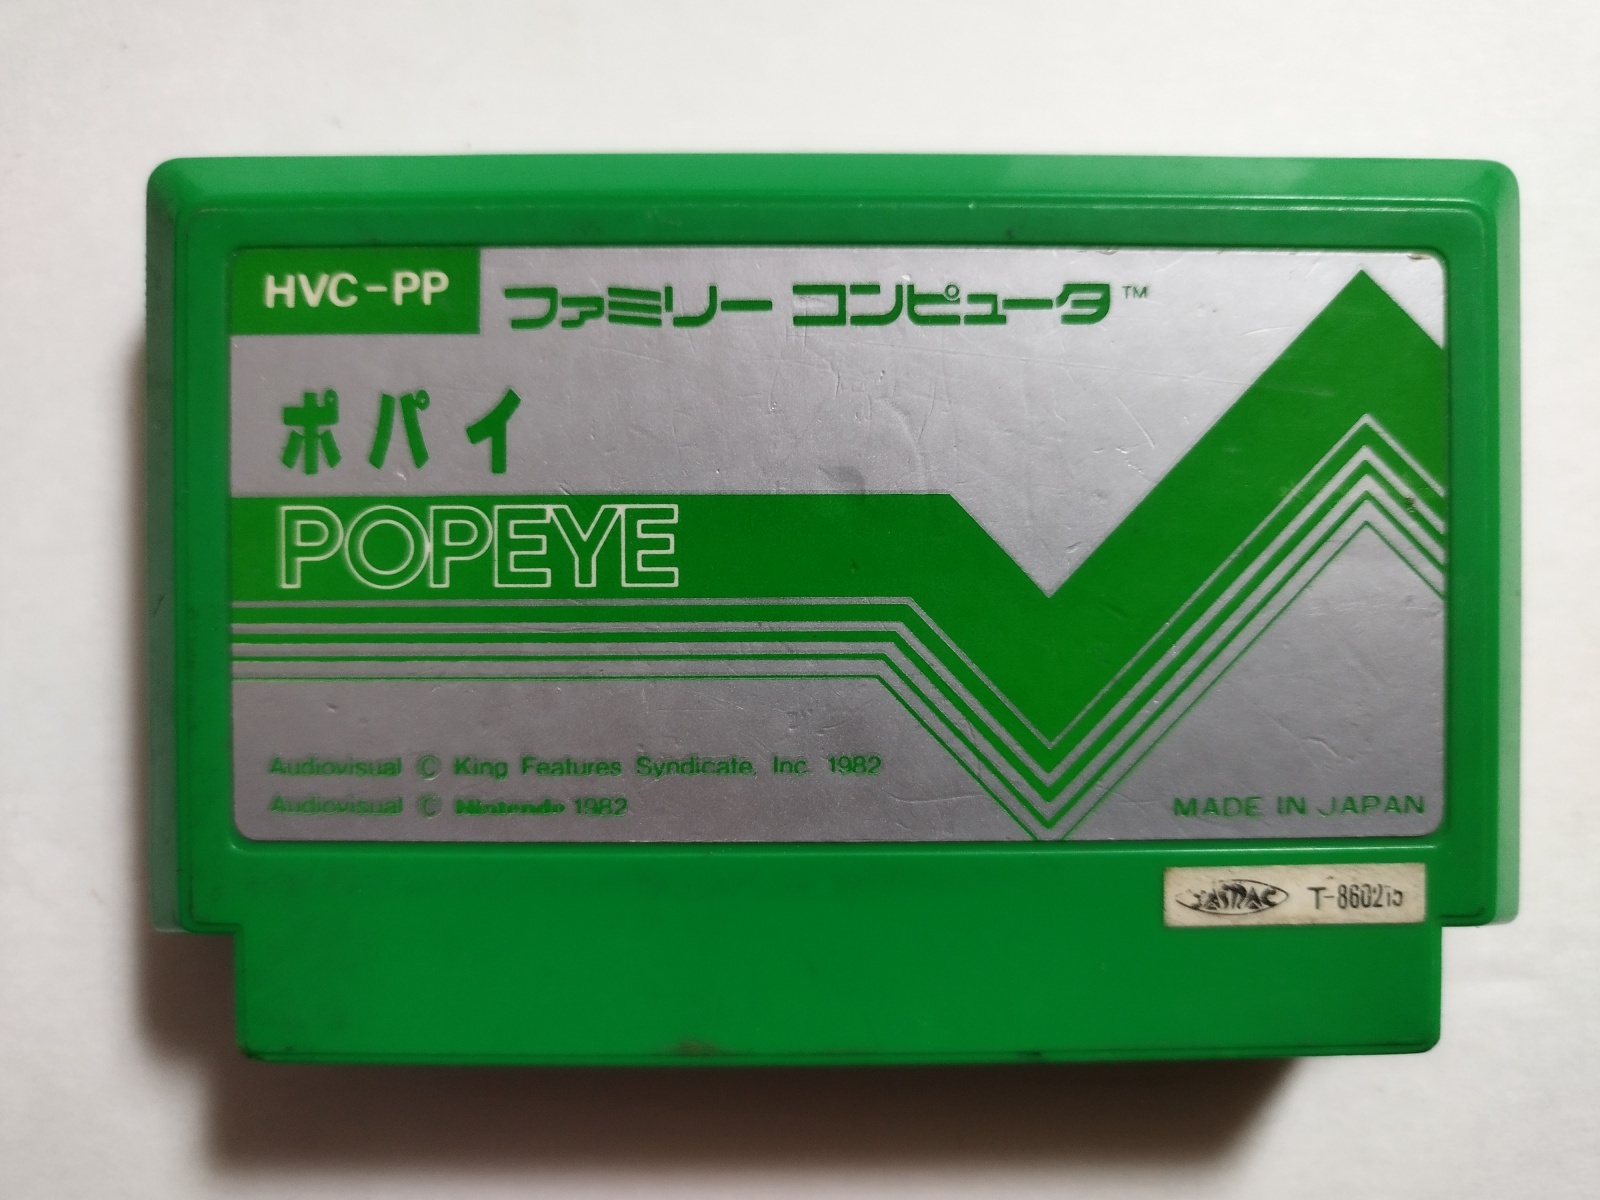 HVC-PP
ファミリー コンピュータ™
ポパイ
POPEYE
Audiovisual © King Features Syndicate, Inc. 1982
Audiovisual © Nintendo 1982
MADE IN JAPAN
JASRAC